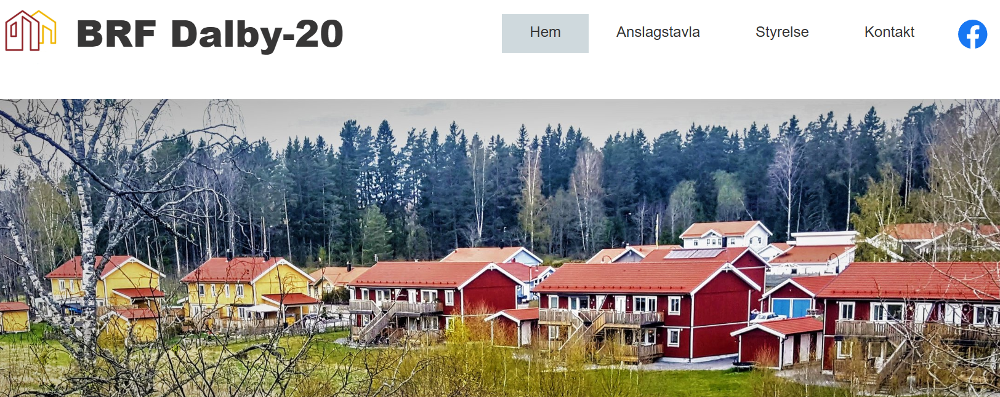 BRF Dalby-20
Hem
Anslagstavla
Styrelse
Kontakt